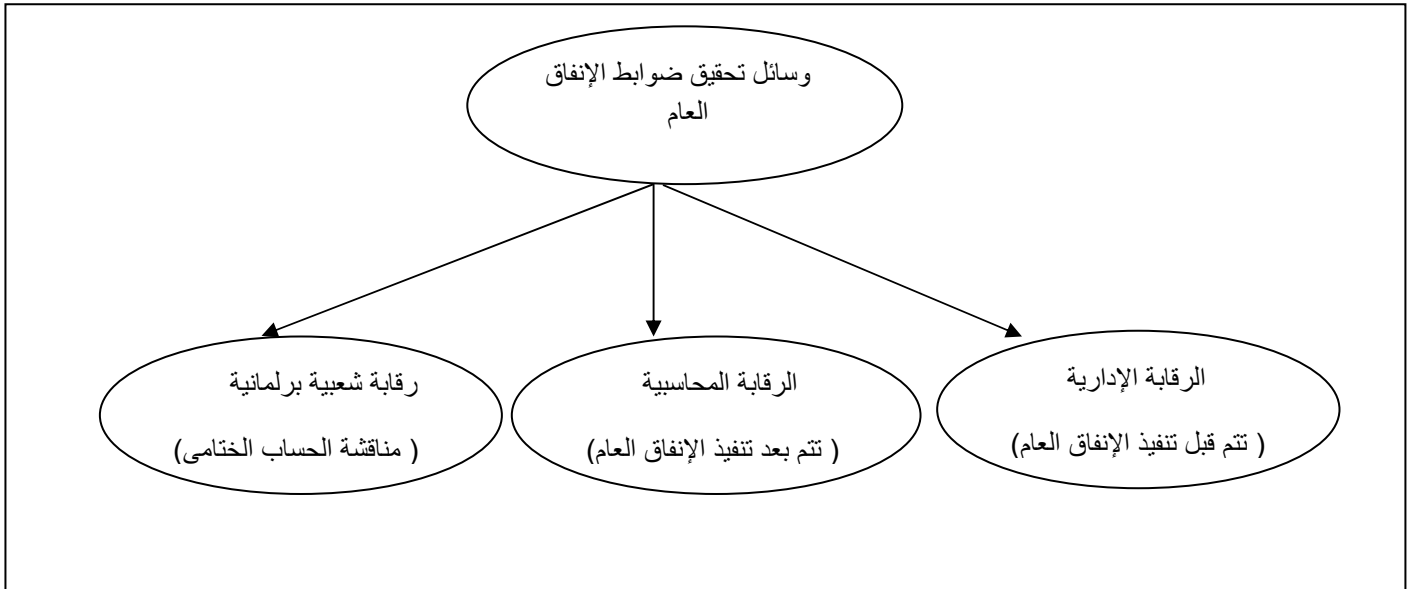 وسائل تحقيق ضوابط الإنفاق
العام
الرقابة الإدارية
( تتم قبل تنفيذ الإنفاق العام)
الرقابة المحاسبية
( تتم بعد تنفيذ الإنفاق العام)
رقابة شعبية برلمانية
( مناقشة الحساب الختامى)